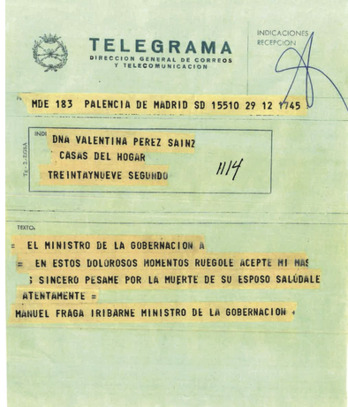 TELEGRAMA
DIRECCION GENERAL DE CORREOS
Y TELECOMUNICACION
INDICACIONES
RECEPCION
MDE 183 PALENCIA DE MADRID SD 15510 29 12 1745
INDI
DNA VALENTINA PEREZ SAINZ
CASAS DEL HOGAR
TREINTAYNUEVE SEGUNDO
1114
TEXTO:
= EL MINISTRO DE LA GOBERNACION A
= EN ESTOS DOLOROSOS MOMENTOS RUEGOLE ACEPTE MI MAS
SINCERO PESAME POR LA MUERTE DE SU ESPOSO SALUDALE
ATENTAMENTE =
MANUEL FRAGA IRIBARNE MINISTRO DE LA GOBERNACION